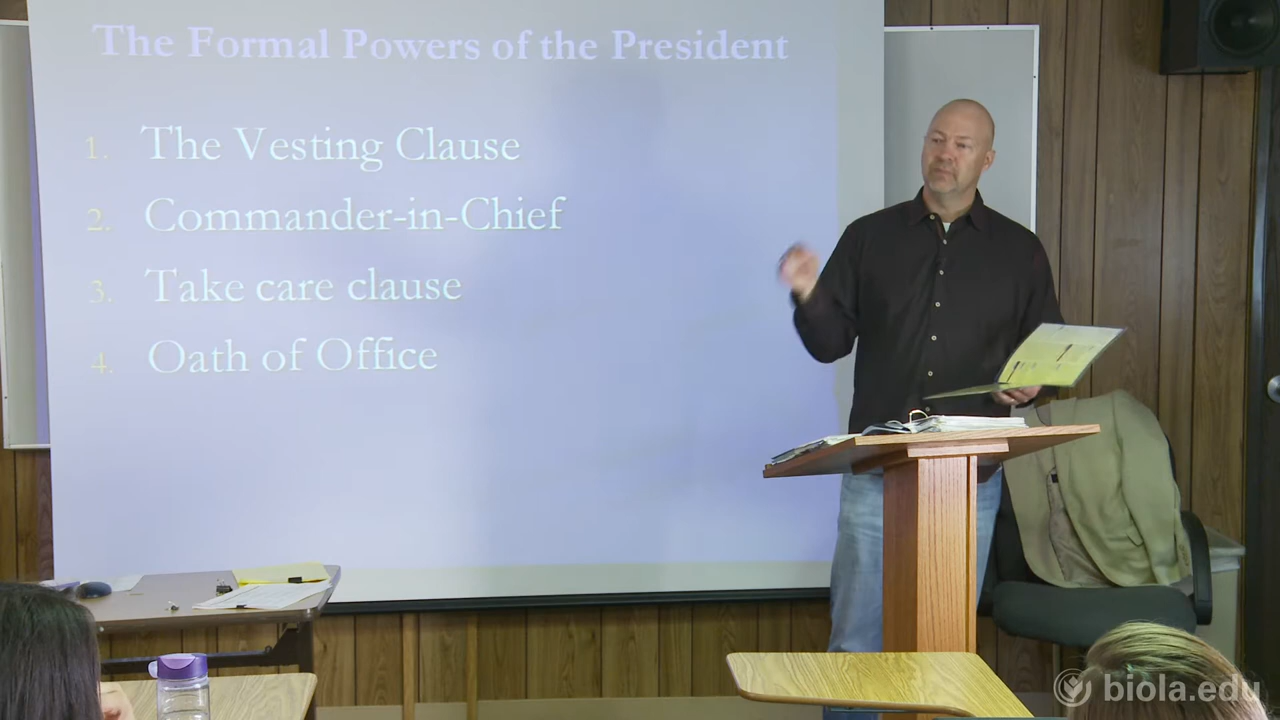 The Formal Powers of the President
1. The Vesting Clause
2. Commander-in-Chief
3. Take care clause
4. Oath of Office
biola.edu